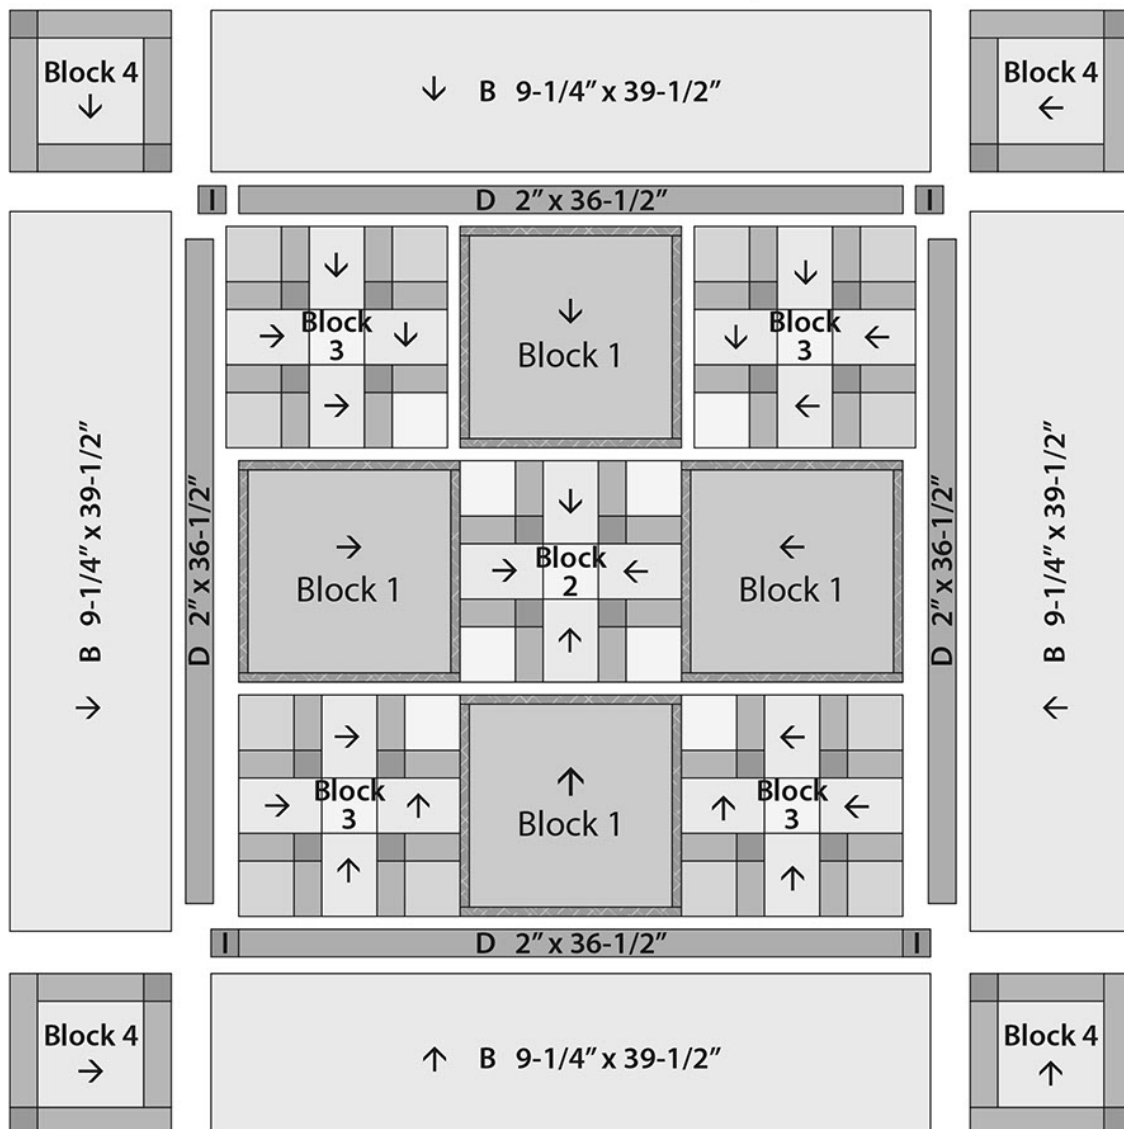 Block 4
↓
↓ B 9-1/4” x 39-1/2”
Block 4
←
I
D 2” x 36-1/2”
I
↓
→ Block ↓
3
→
↓
Block 1
↓
↓ Block ←
3
←
→ B 9-1/4” x 39-1/2”
D 2” x 36-1/2”
→
Block 1
↓
→ Block ←
2
↑
←
Block 1
D 2” x 36-1/2”
← B 9-1/4” x 39-1/2”
→
→ Block ↑
3
↑
↑
Block 1
←
↑ Block ←
3
↑
I
D 2” x 36-1/2”
I
Block 4
→
↑ B 9-1/4” x 39-1/2”
Block 4
↑